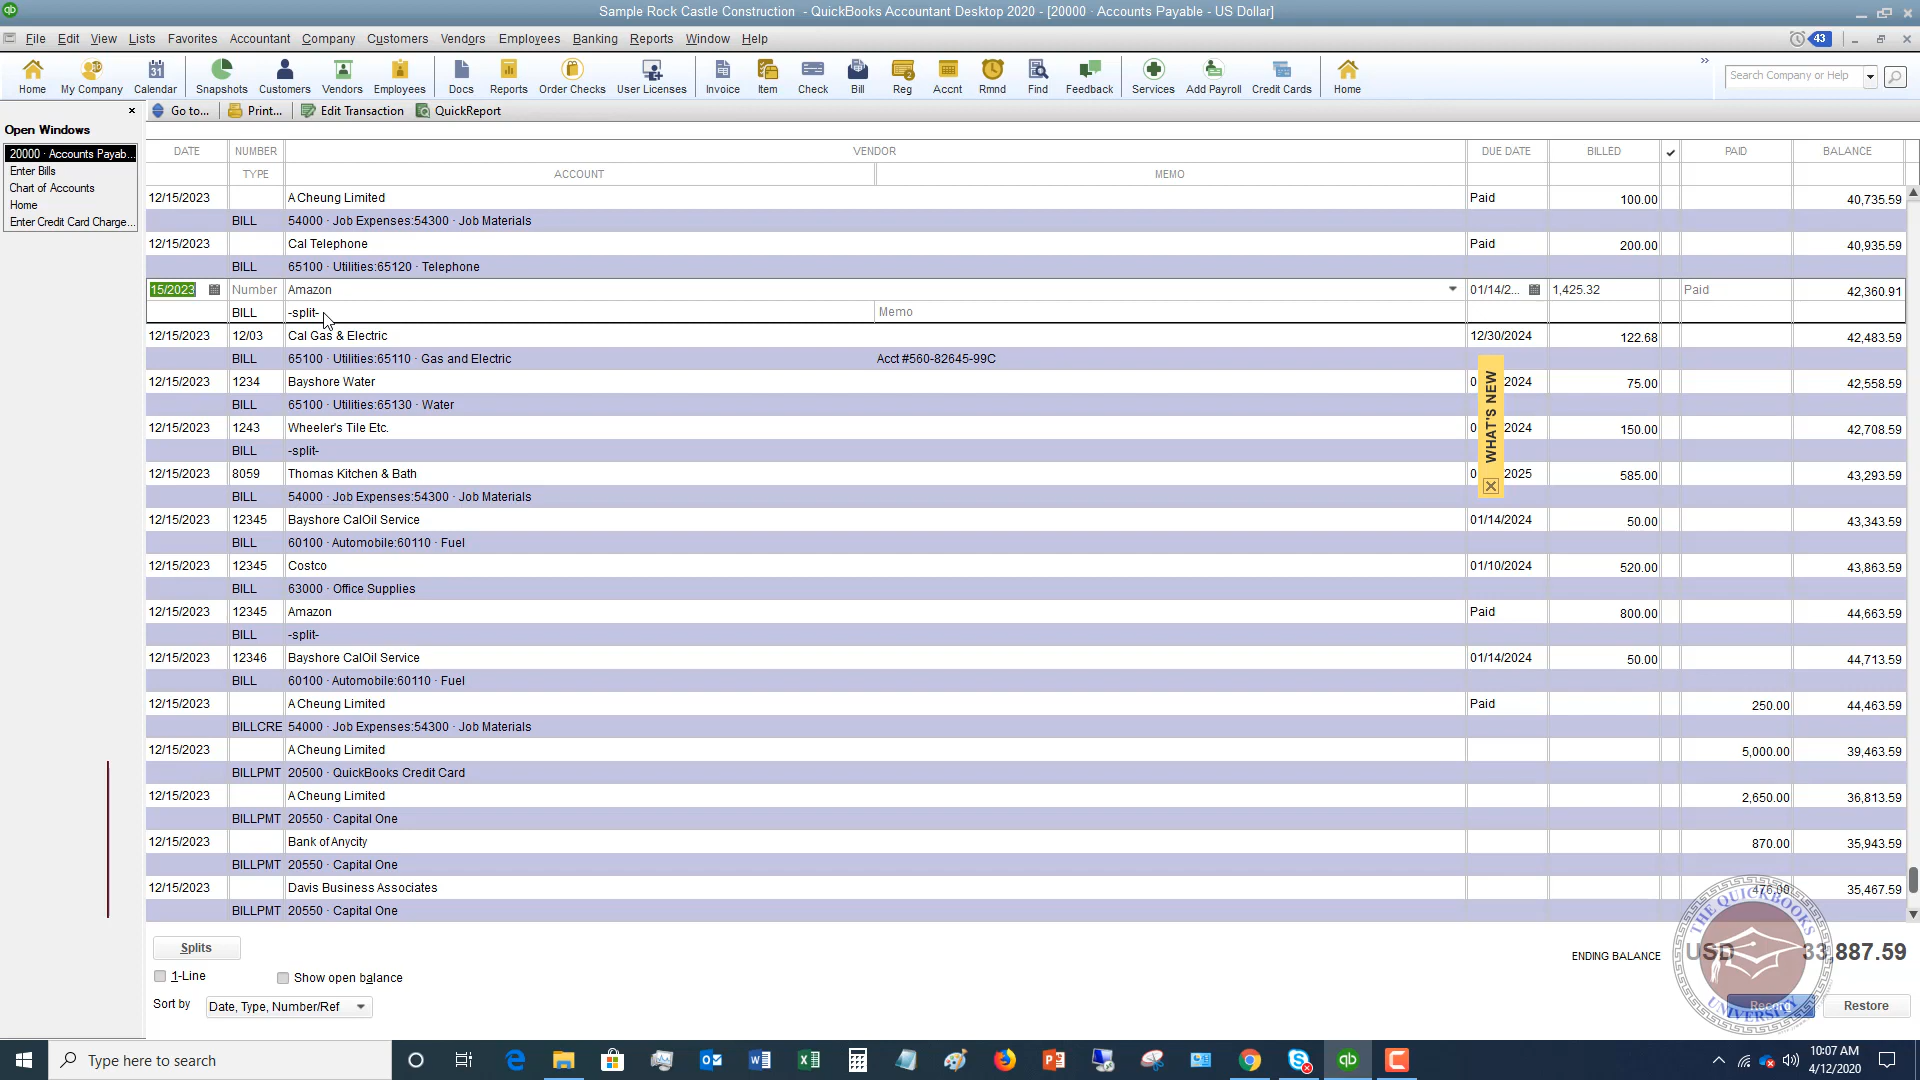 Sample Rock Castle Construction - QuickBooks Accountant Desktop 2020 - [20000 · Accounts Payable - US Dollar]
File Edit View Lists Favorites Accountant Company Customers Vendors Employees Banking Reports Window Help
43
Home My Company Calendar Snapshots Customers Vendors Employees Docs Reports Order Checks User Licenses Invoice Item Check Bill Reg Accnt Rmnd Find Feedback Services Add Payroll Credit Cards Home
Search Company or Help
Go to... Print... Edit Transaction QuickReport
Open Windows
20000 · Accounts Payab...
Enter Bills
Chart of Accounts
Home
Enter Credit Card Charge...
DATE NUMBER VENDOR DUE DATE BILLED ✓ PAID BALANCE
TYPE ACCOUNT MEMO
12/15/2023 A Cheung Limited Paid 100.00 40,735.59
BILL 54000 · Job Expenses:54300 · Job Materials
12/15/2023 Cal Telephone Paid 200.00 40,935.59
BILL 65100 · Utilities:65120 · Telephone
15/2023 Number Amazon 01/14/2... 1,425.32 Paid 42,360.91
BILL -split- Memo
12/15/2023 12/03 Cal Gas & Electric 12/30/2024 122.68 42,483.59
BILL 65100 · Utilities:65110 · Gas and Electric Acct #560-82645-99C
12/15/2023 1234 Bayshore Water 0 2024 75.00 42,558.59
BILL 65100 · Utilities:65130 · Water
12/15/2023 1243 Wheeler's Tile Etc. 0 2024 150.00 42,708.59
BILL -split-
12/15/2023 8059 Thomas Kitchen & Bath 0 2025 585.00 43,293.59
BILL 54000 · Job Expenses:54300 · Job Materials
WHAT'S NEW
12/15/2023 12345 Bayshore CalOil Service 01/14/2024 50.00 43,343.59
BILL 60100 · Automobile:60110 · Fuel
12/15/2023 12345 Costco 01/10/2024 520.00 43,863.59
BILL 63000 · Office Supplies
12/15/2023 12345 Amazon Paid 800.00 44,663.59
BILL -split-
12/15/2023 12346 Bayshore CalOil Service 01/14/2024 50.00 44,713.59
BILL 60100 · Automobile:60110 · Fuel
12/15/2023 A Cheung Limited Paid 250.00 44,463.59
BILLCRE 54000 · Job Expenses:54300 · Job Materials
12/15/2023 A Cheung Limited 5,000.00 39,463.59
BILLPMT 20500 · QuickBooks Credit Card
12/15/2023 A Cheung Limited 2,650.00 36,813.59
BILLPMT 20550 · Capital One
12/15/2023 Bank of Anycity 870.00 35,943.59
BILLPMT 20550 · Capital One
12/15/2023 Davis Business Associates 476.00 35,467.59
BILLPMT 20550 · Capital One
Splits
ENDING BALANCE USD 33,887.59
1-Line Show open balance
Sort by Date, Type, Number/Ref
Record Restore
THE QUICKBOOKS UNIVERSITY
Type here to search
10:07 AM
4/12/2020